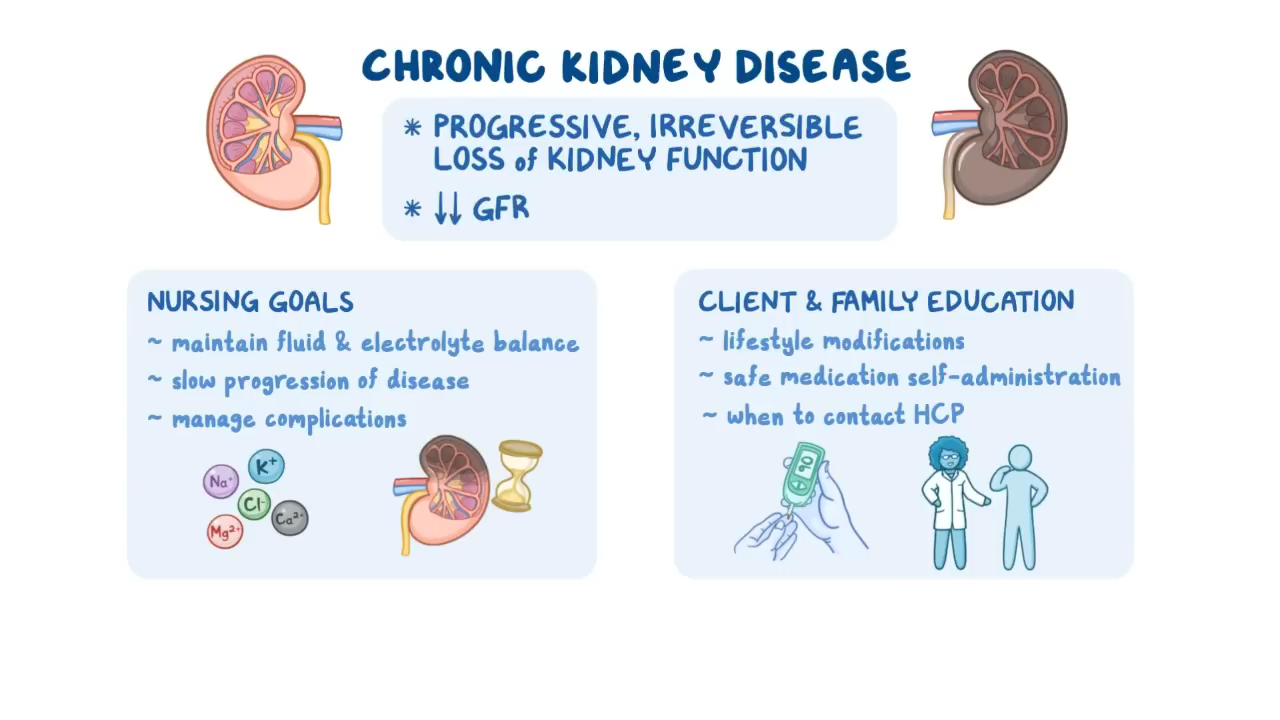 CHRONIC KIDNEY DISEASE
* PROGRESSIVE, IRREVERSIBLE
LOSS of KIDNEY FUNCTION
* ↓↓ GFR
NURSING GOALS
~ maintain fluid & electrolyte balance
~ slow progression of disease
~ manage complications
Na⁺
K⁺
Cl⁻
Ca²⁺
Mg²⁺
CLIENT & FAMILY EDUCATION
~ lifestyle modifications
~ safe medication self-administration
~ when to contact HCP
90